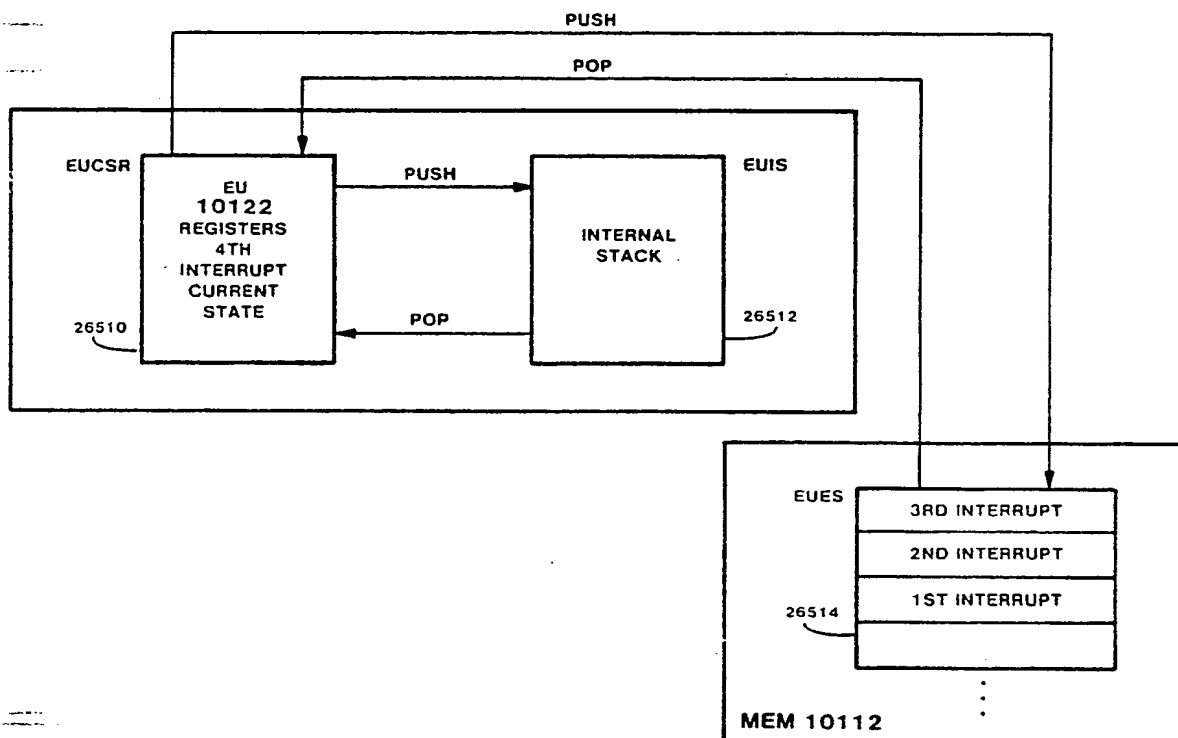 PUSH
POP
EUCSR
EU
10122
REGISTERS
4TH
INTERRUPT
CURRENT
STATE
26510
PUSH
POP
INTERNAL
STACK
EUIS
26512
EUES
3RD INTERRUPT
2ND INTERRUPT
1ST INTERRUPT
26514
MEM 10112